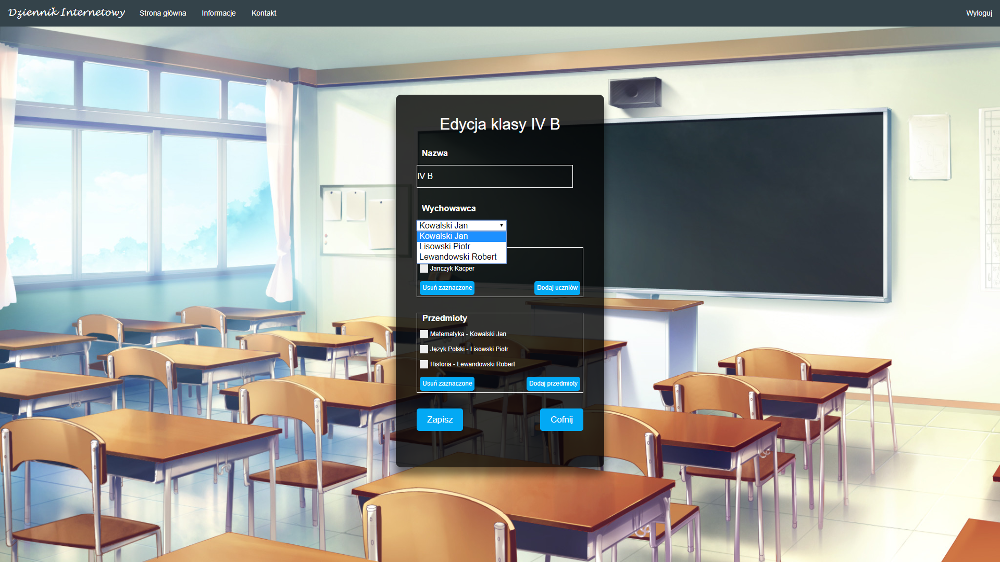 Dziennik Internetowy Strona główna Informacje Kontakt Wyloguj
Edycja klasy IV B
Nazwa
IV B
Wychowawca
Kowalski Jan
Kowalski Jan
Lisowski Piotr
Lewandowski Robert
Janczyk Kacper
Usuń zaznaczone Dodaj uczniów
Przedmioty
Matematyka - Kowalski Jan
Język Polski - Lisowski Piotr
Historia - Lewandowski Robert
Usuń zaznaczone Dodaj przedmioty
Zapisz Cofnij